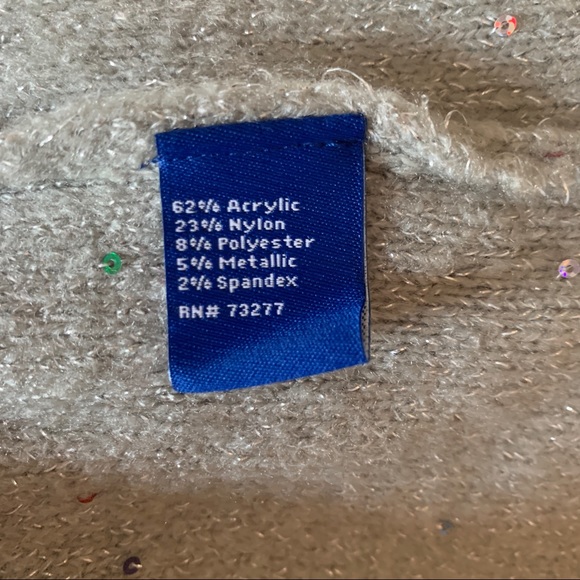 62% Acrylic
23% Nylon
8% Polyester
5% Metallic
2% Spandex
RN# 73277